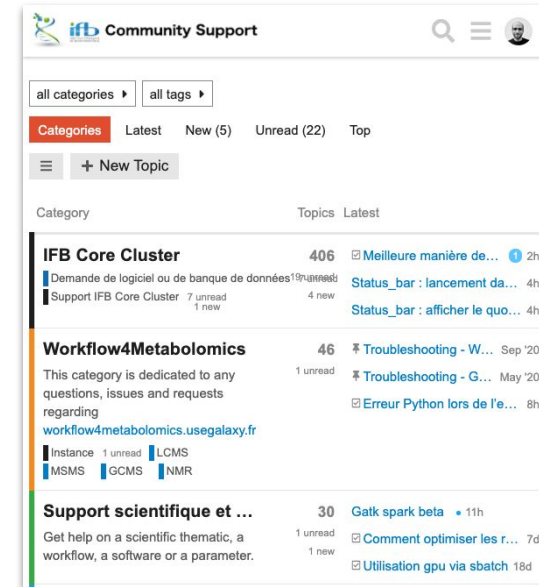 ifb Community Support
all categories
all tags
Categories Latest New (5) Unread (22) Top
+ New Topic
Category Topics Latest
IFB Core Cluster
Demande de logiciel ou de banque de données
Support IFB Core Cluster 7 unread
1 new
406
4 new
Meilleure manière de… 1 2h
Status_bar : lancement da… 4h
Status_bar : afficher le quo… 4h
Workflow4Metabolomics
This category is dedicated to any
questions, issues and requests
regarding
workflow4metabolomics.usegalaxy.fr
Instance 1 unread LCMS
MSMS GCMS NMR
46
1 unread
Troubleshooting - W… Sep '20
Troubleshooting - G… May '20
Erreur Python lors de l'e… 8h
Support scientifique et …
Get help on a scientific thematic, a
workflow, a software or a parameter.
30
1 unread
1 new
Gatk spark beta • 11h
Comment optimiser les r… 7d
Utilisation gpu via sbatch 18d